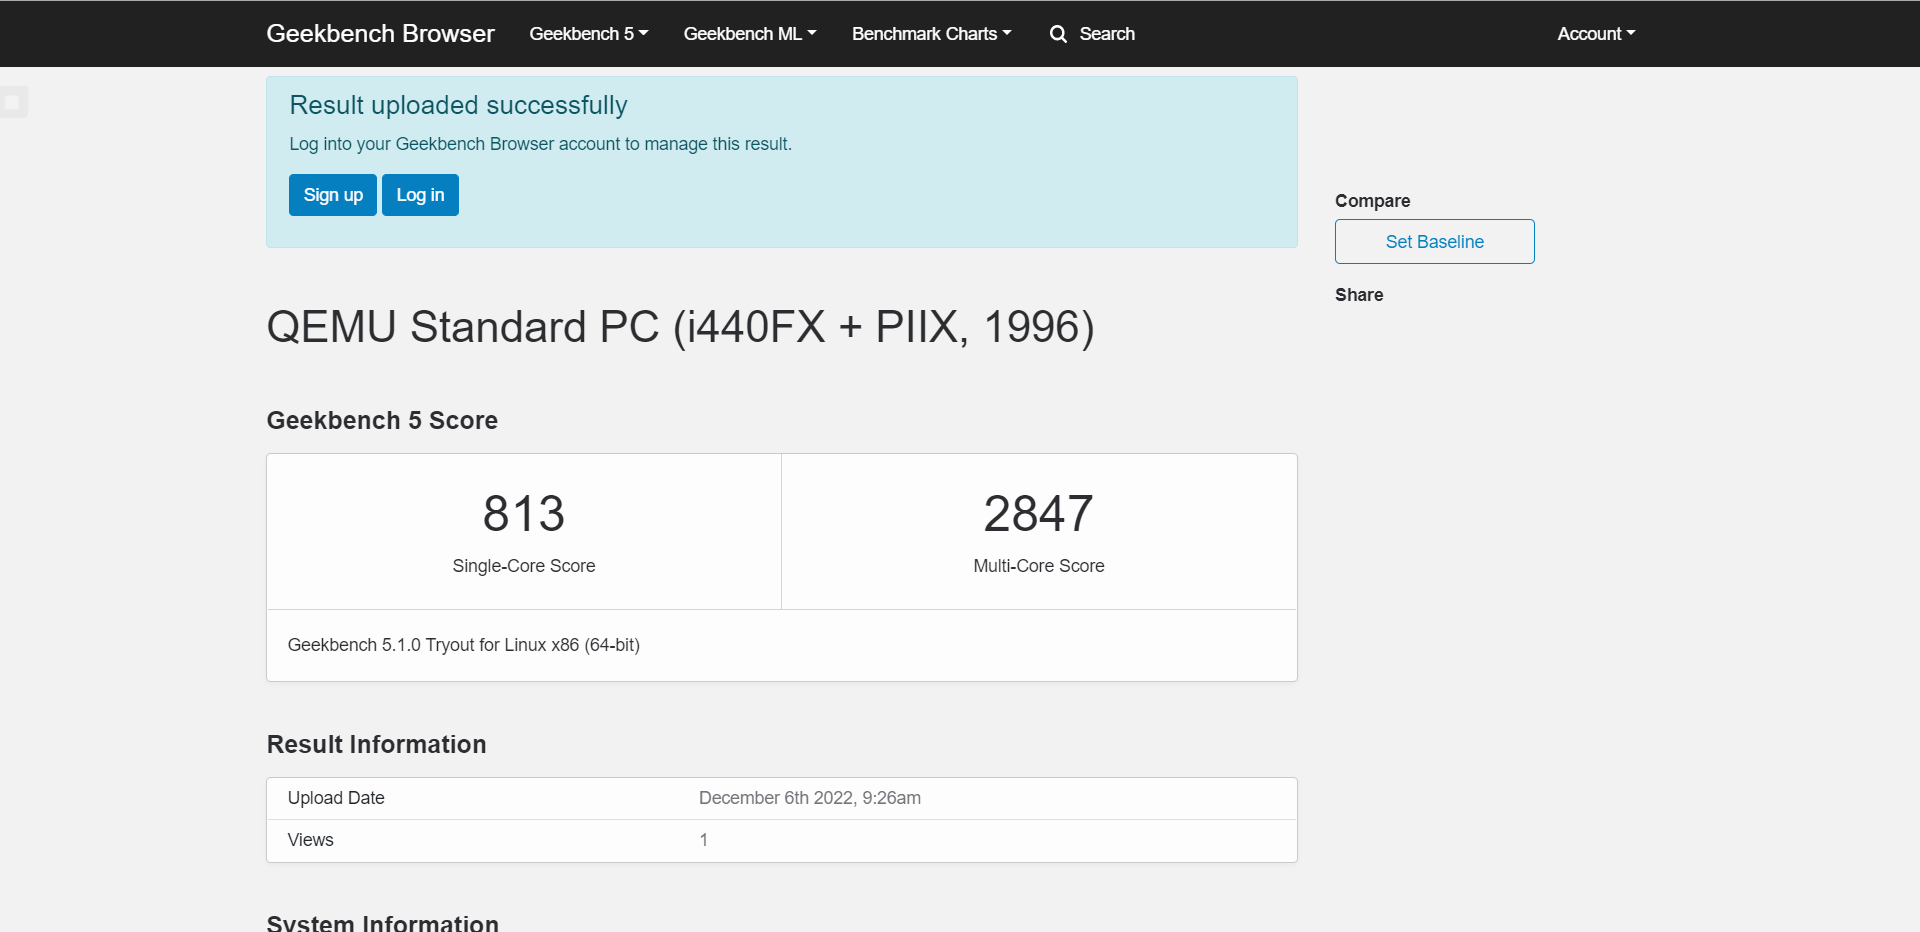 Geekbench Browser Geekbench 5 Geekbench ML Benchmark Charts Search Account
Result uploaded successfully
Log into your Geekbench Browser account to manage this result.
Sign up Log in
Compare
Set Baseline
Share
QEMU Standard PC (i440FX + PIIX, 1996)
Geekbench 5 Score
813 2847
Single-Core Score Multi-Core Score
Geekbench 5.1.0 Tryout for Linux x86 (64-bit)
Result Information
Upload Date December 6th 2022, 9:26am
Views 1
System Information